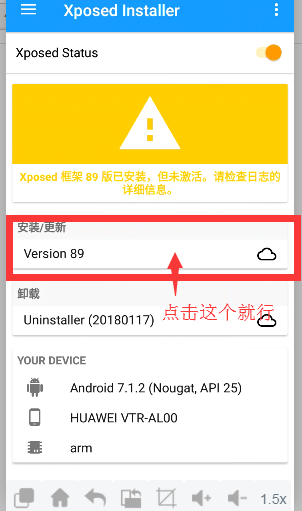 Xposed Installer
Xposed Status
Xposed 框架 89 版已安装，但未激活。请检查日志的
详细信息。
安装/更新
Version 89
卸载
Uninstaller (20180117)
点击这个就行
YOUR DEVICE
Android 7.1.2 (Nougat, API 25)
HUAWEI VTR-AL00
arm
1.5x